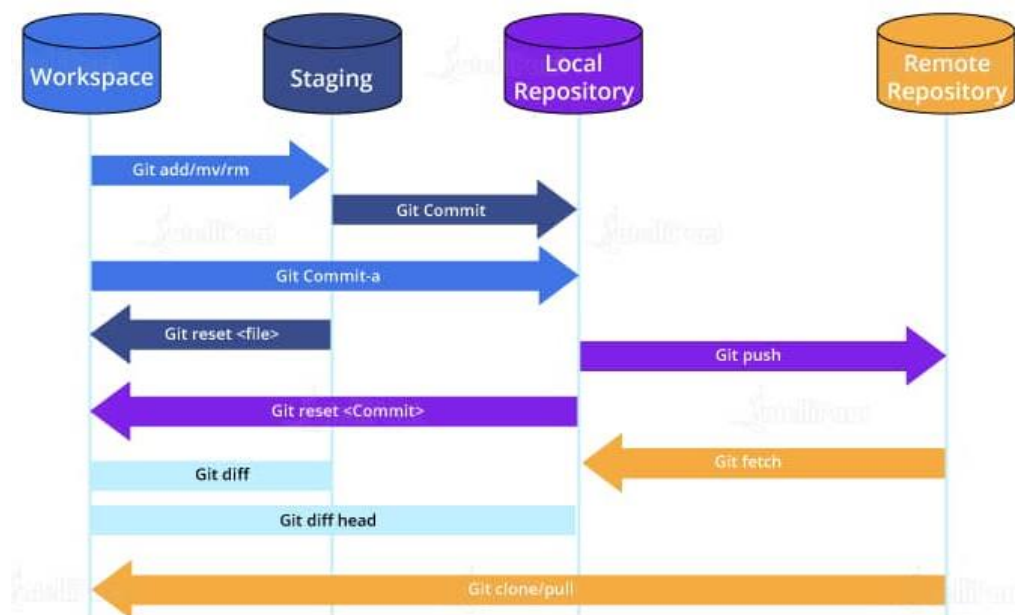 Workspace
Staging
Local
Repository
Remote
Repository
Git add/mv/rm
Git Commit
Git Commit-a
Git reset <file>
Git push
Git reset <Commit>
Git fetch
Git diff
Git diff head
Git clone/pull